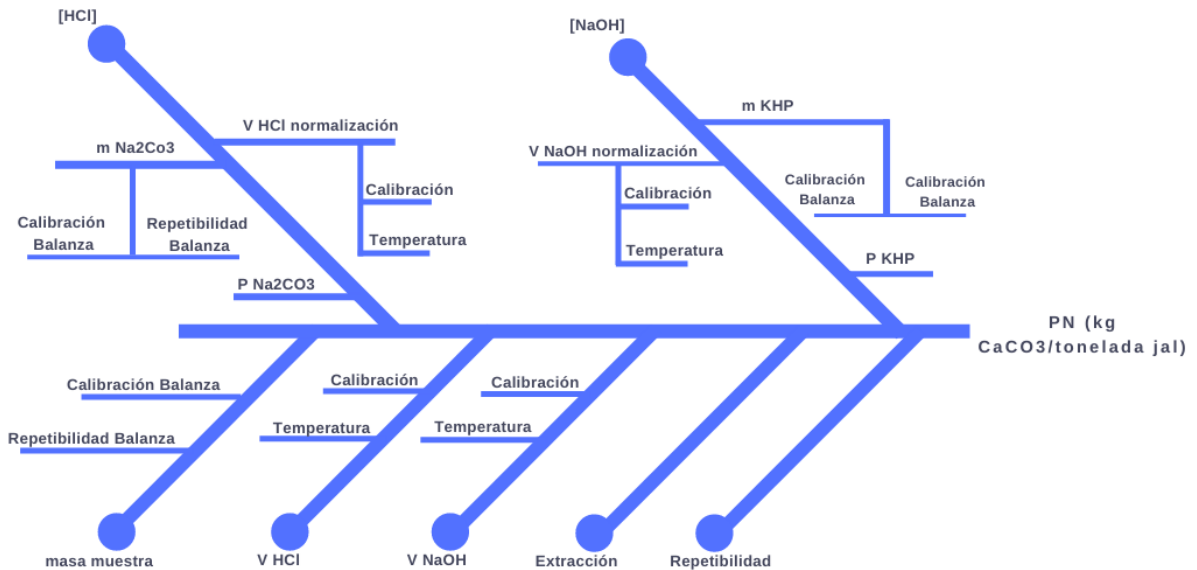 [HCl]
[NaOH]
V HCl normalización
m Na2Co3
Calibración
Balanza
Repetibilidad
Balanza
Calibración
Temperatura
P Na2CO3
m KHP
V NaOH normalización
Calibración
Temperatura
Calibración
Balanza
Calibración
Balanza
P KHP
PN (kg
CaCO3/tonelada jal)
Calibración Balanza
Repetibilidad Balanza
masa muestra
Calibración
Temperatura
V HCl
Calibración
Temperatura
V NaOH
Extracción
Repetibilidad